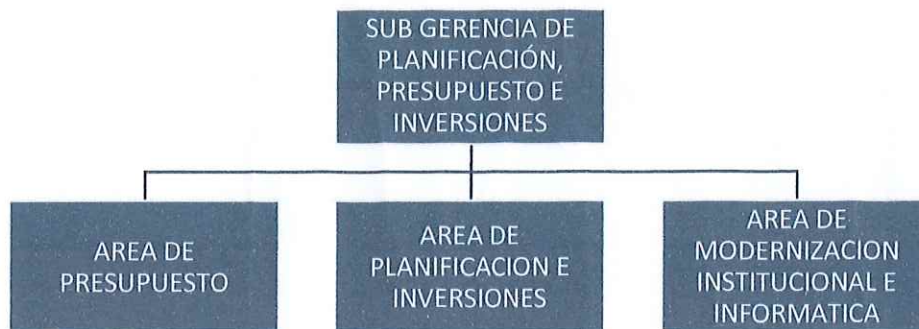 SUB GERENCIA DE
PLANIFICACIÓN,
PRESUPUESTO E
INVERSIONES
AREA DE
PRESUPUESTO
AREA DE
PLANIFICACION E
INVERSIONES
AREA DE
MODERNIZACION
INSTITUCIONAL E
INFORMATICA